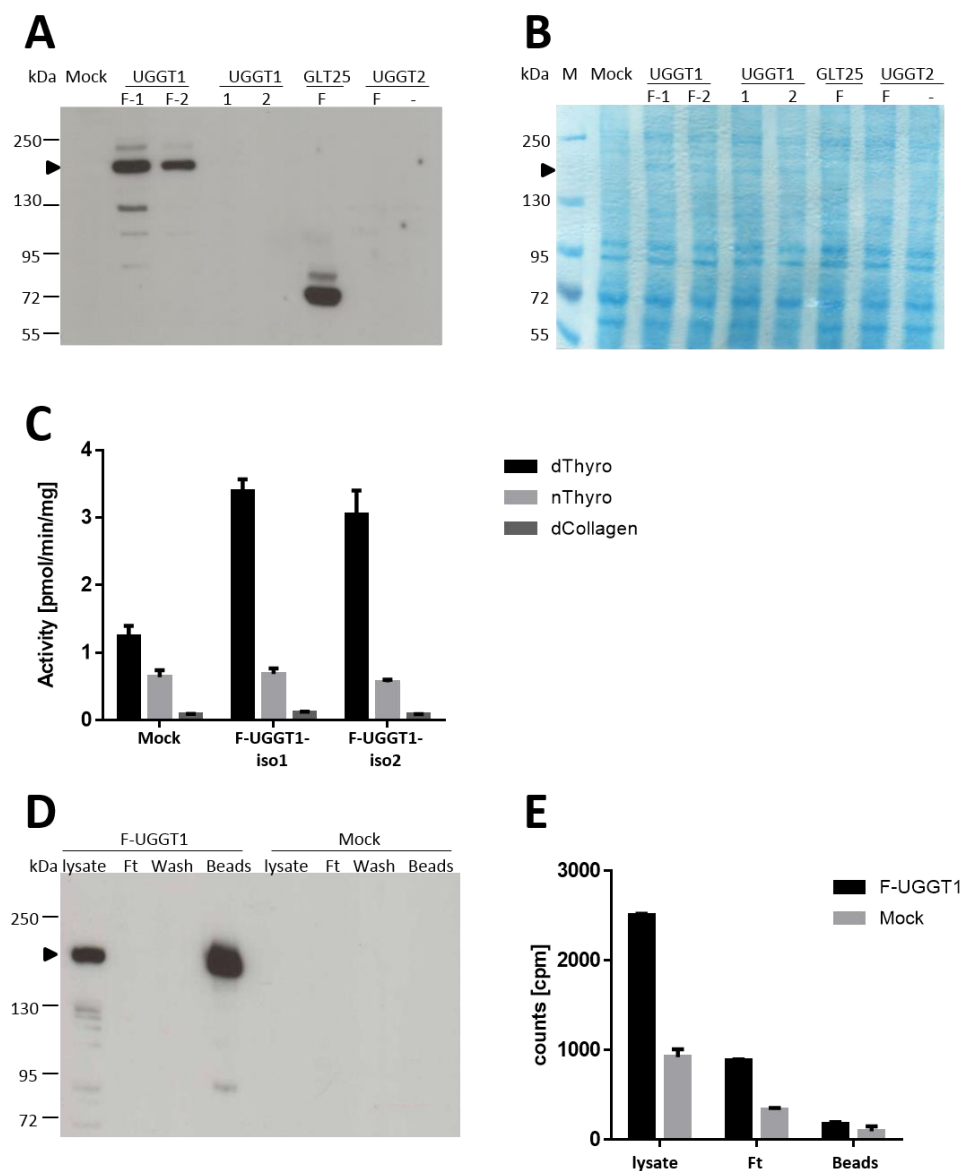 A
kDa Mock UGGT1 UGGT1 GLT25 UGGT2
F-1 F-2 1 2 F F -
250
130
95
72
55
B
kDa M Mock UGGT1 UGGT1 GLT25 UGGT2
F-1 F-2 1 2 F F -
250
130
95
72
55
C
Activity [pmol/min/mg]
4
3
2
1
0
Mock F-UGGT1-iso1 F-UGGT1-iso2
dThyro
nThyro
dCollagen
D
F-UGGT1 Mock
kDa lysate Ft Wash Beads lysate Ft Wash Beads
250
130
95
72
E
counts [cpm]
3000
2000
1000
0
lysate Ft Beads
F-UGGT1
Mock